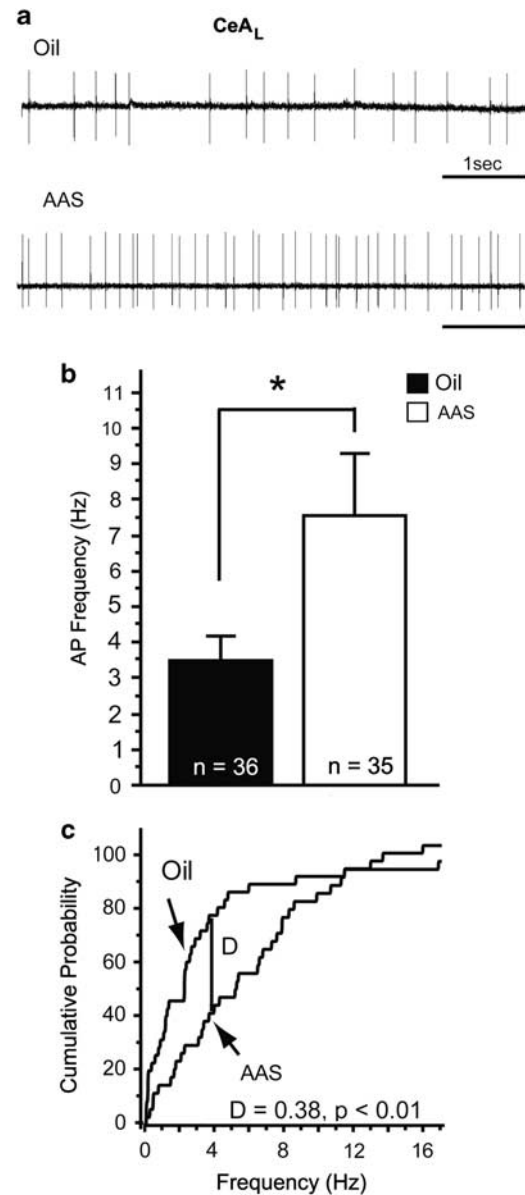 a
CeA_L
Oil
1sec
AAS
b
*
Oil
AAS
AP Frequency (Hz)
11
10
9
8
7
6
5
4
3
2
1
0
n = 36
n = 35
c
Cumulative Probability
100
80
60
40
20
0
Oil
D
AAS
D = 0.38, p < 0.01
0 4 8 12 16
Frequency (Hz)